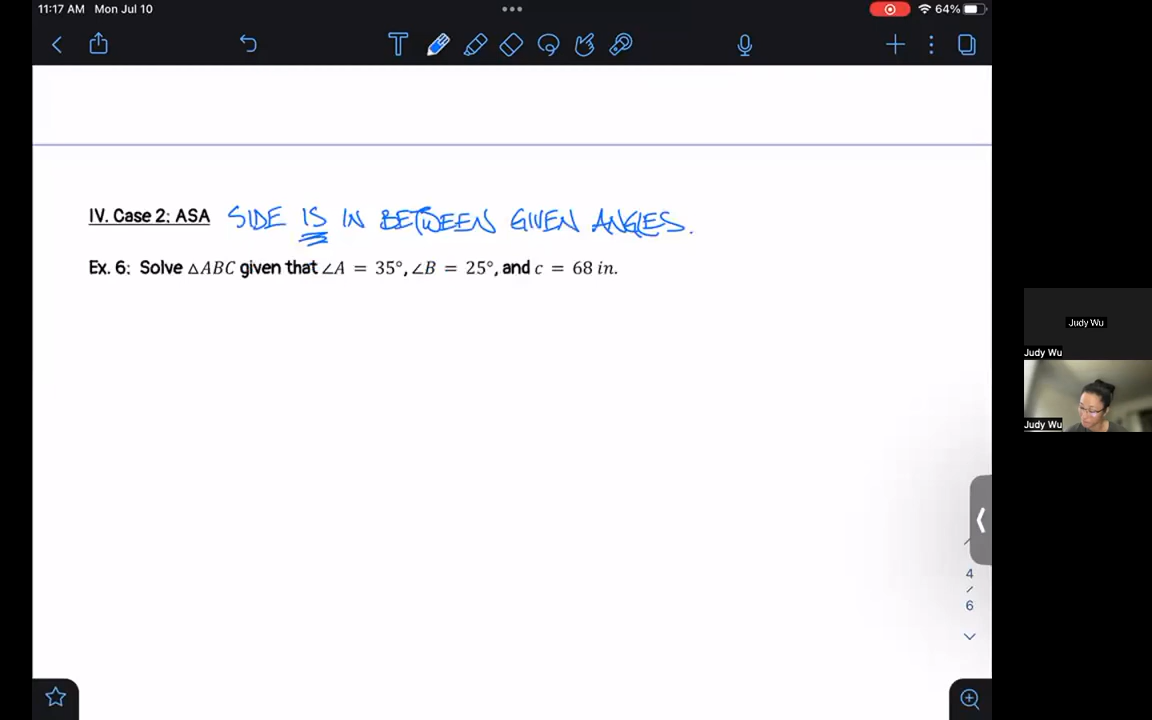 11:17 AM Mon Jul 10
64%
T
IV. Case 2: ASA SIDE IS IN BETWEEN GIVEN ANGLES.
Ex. 6: Solve △ABC given that ∠A = 35°, ∠B = 25°, and c = 68 in.
Judy Wu
Judy Wu
Judy Wu
4
/
6